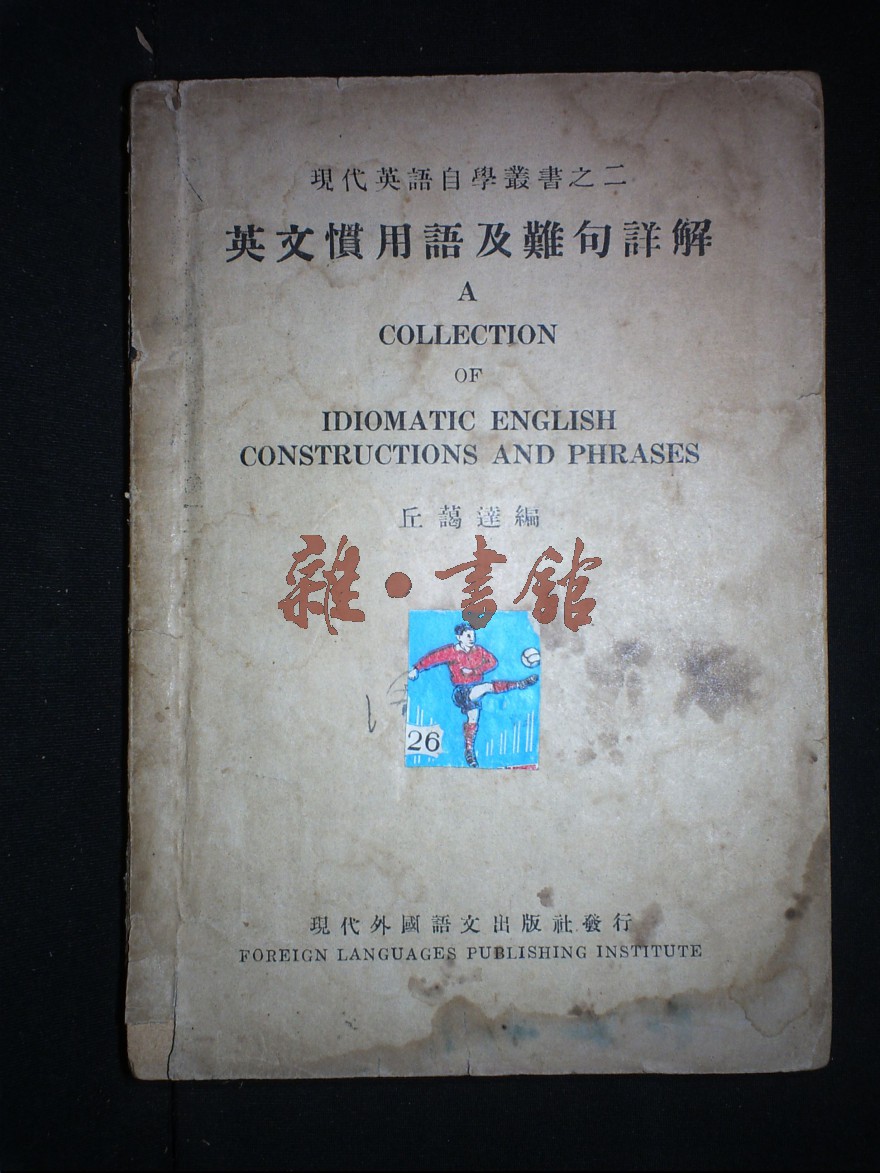 現代英語自學叢書之二
英文慣用語及難句詳解
A
COLLECTION
OF
IDIOMATIC ENGLISH
CONSTRUCTIONS AND PHRASES
丘藹達編
雜·書館
26
現代外國語文出版社發行
FOREIGN LANGUAGES PUBLISHING INSTITUTE